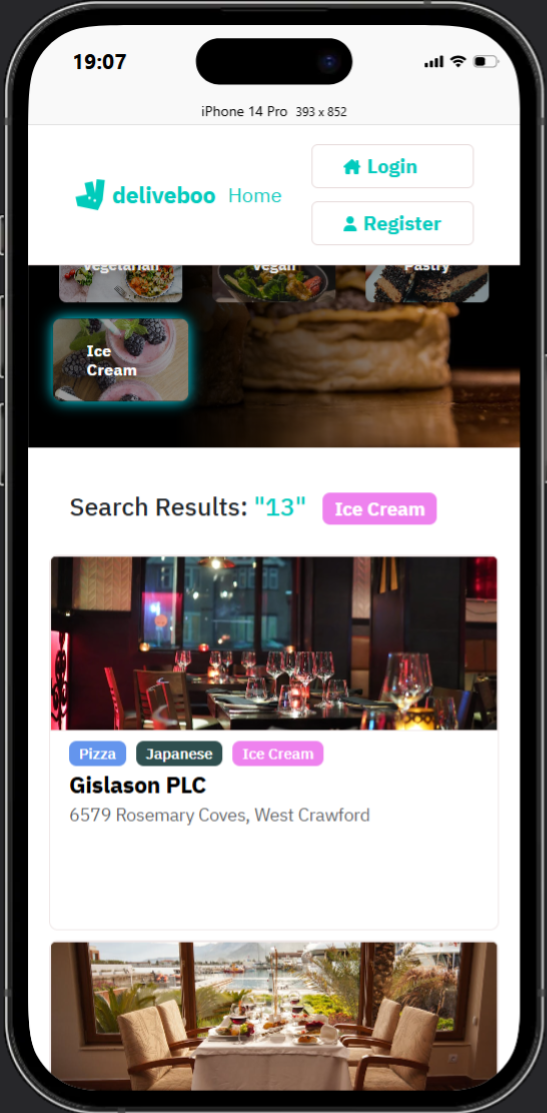 19:07
iPhone 14 Pro 393 x 852
deliveboo Home
Login
Register
Vegetarian Vegan Pastry
Ice
Cream
Search Results: "13" Ice Cream
Pizza Japanese Ice Cream
Gislason PLC
6579 Rosemary Coves, West Crawford